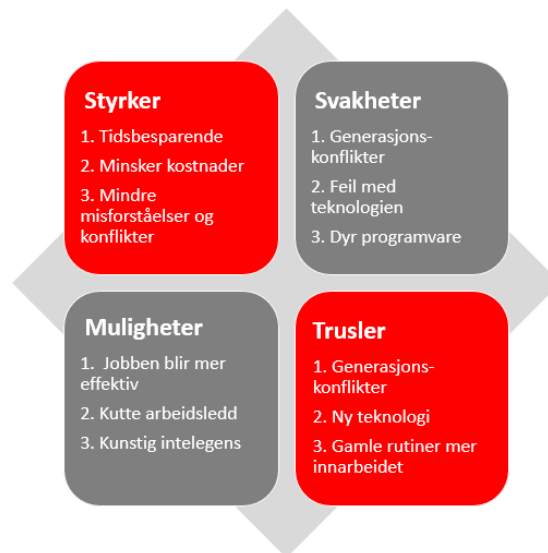 Styrker
1. Tidsbesparende
2. Minsker kostnader
3. Mindre
misforståelser og
konflikter
Svakheter
1. Generasjons-
konflikter
2. Feil med
teknologien
3. Dyr programvare
Muligheter
1. Jobben blir mer
effektiv
2. Kutte arbeidsledd
3. Kunstig intelegens
Trusler
1. Generasjons-
konflikter
2. Ny teknologi
3. Gamle rutiner mer
innarbeidet